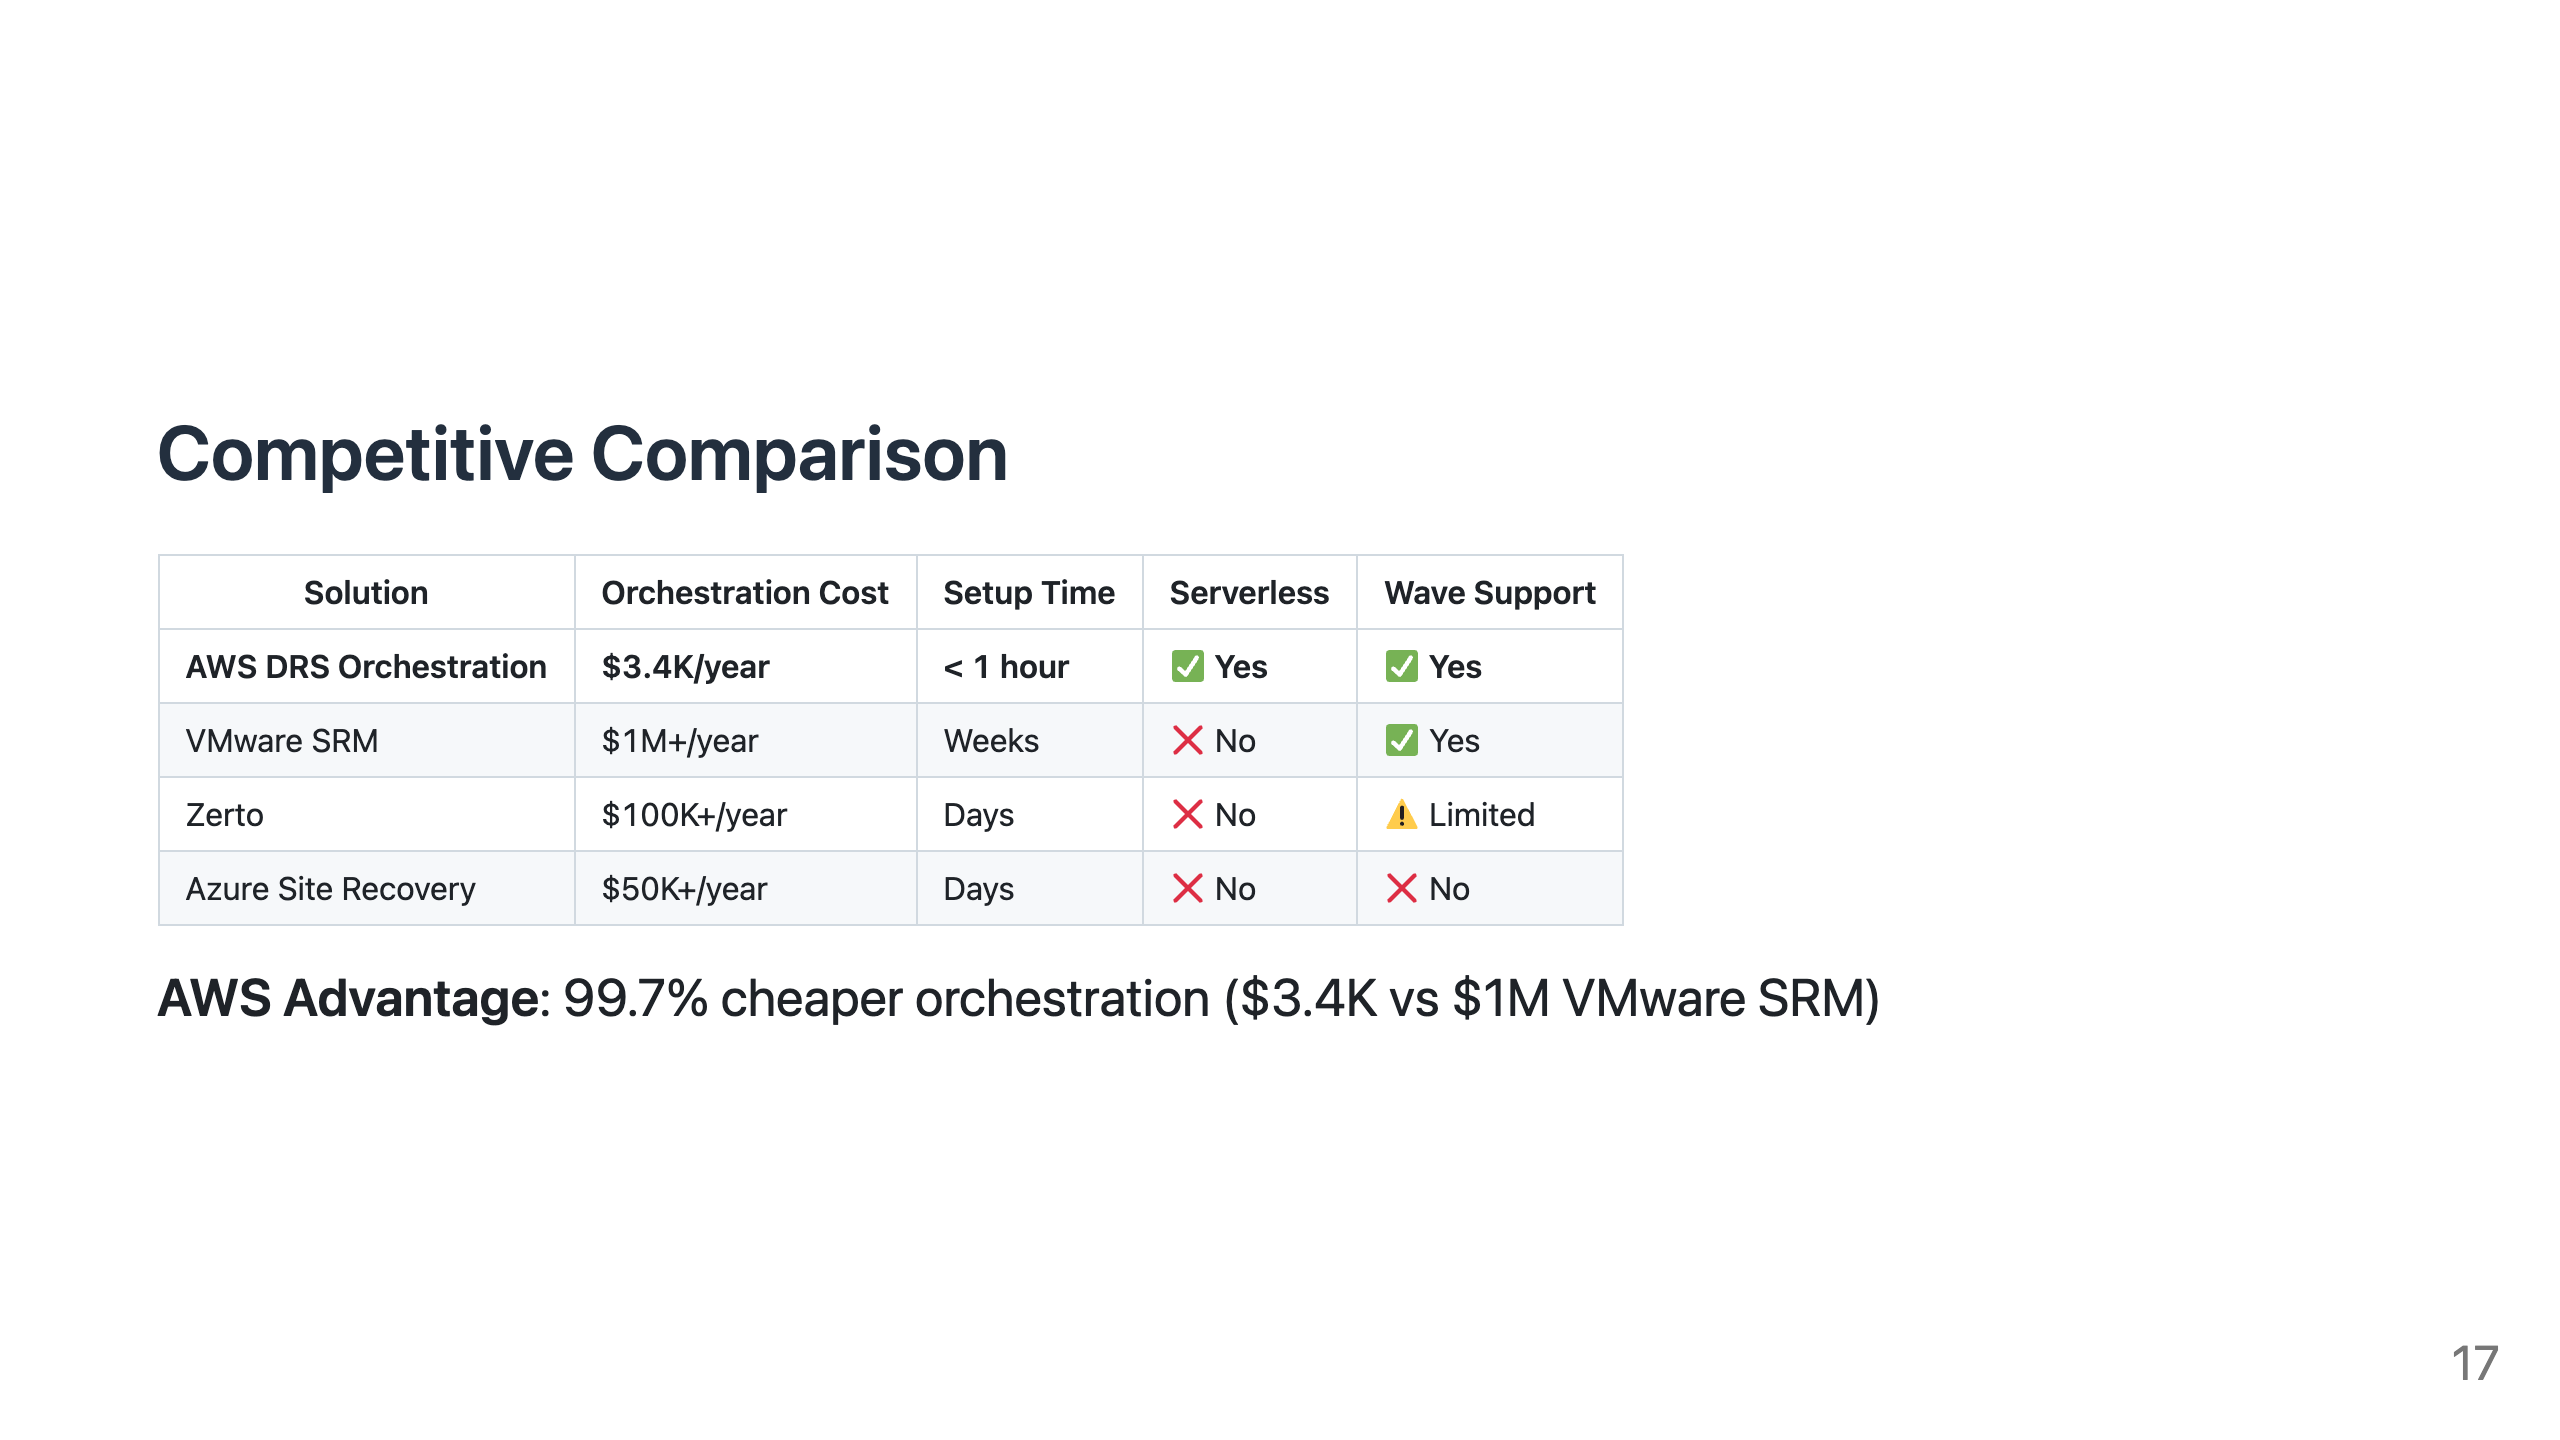 Competitive Comparison
Solution Orchestration Cost Setup Time Serverless Wave Support
AWS DRS Orchestration $3.4K/year < 1 hour ✅ Yes ✅ Yes
VMware SRM $1M+/year Weeks ❌ No ✅ Yes
Zerto $100K+/year Days ❌ No ⚠️ Limited
Azure Site Recovery $50K+/year Days ❌ No ❌ No
AWS Advantage: 99.7% cheaper orchestration ($3.4K vs $1M VMware SRM)
17